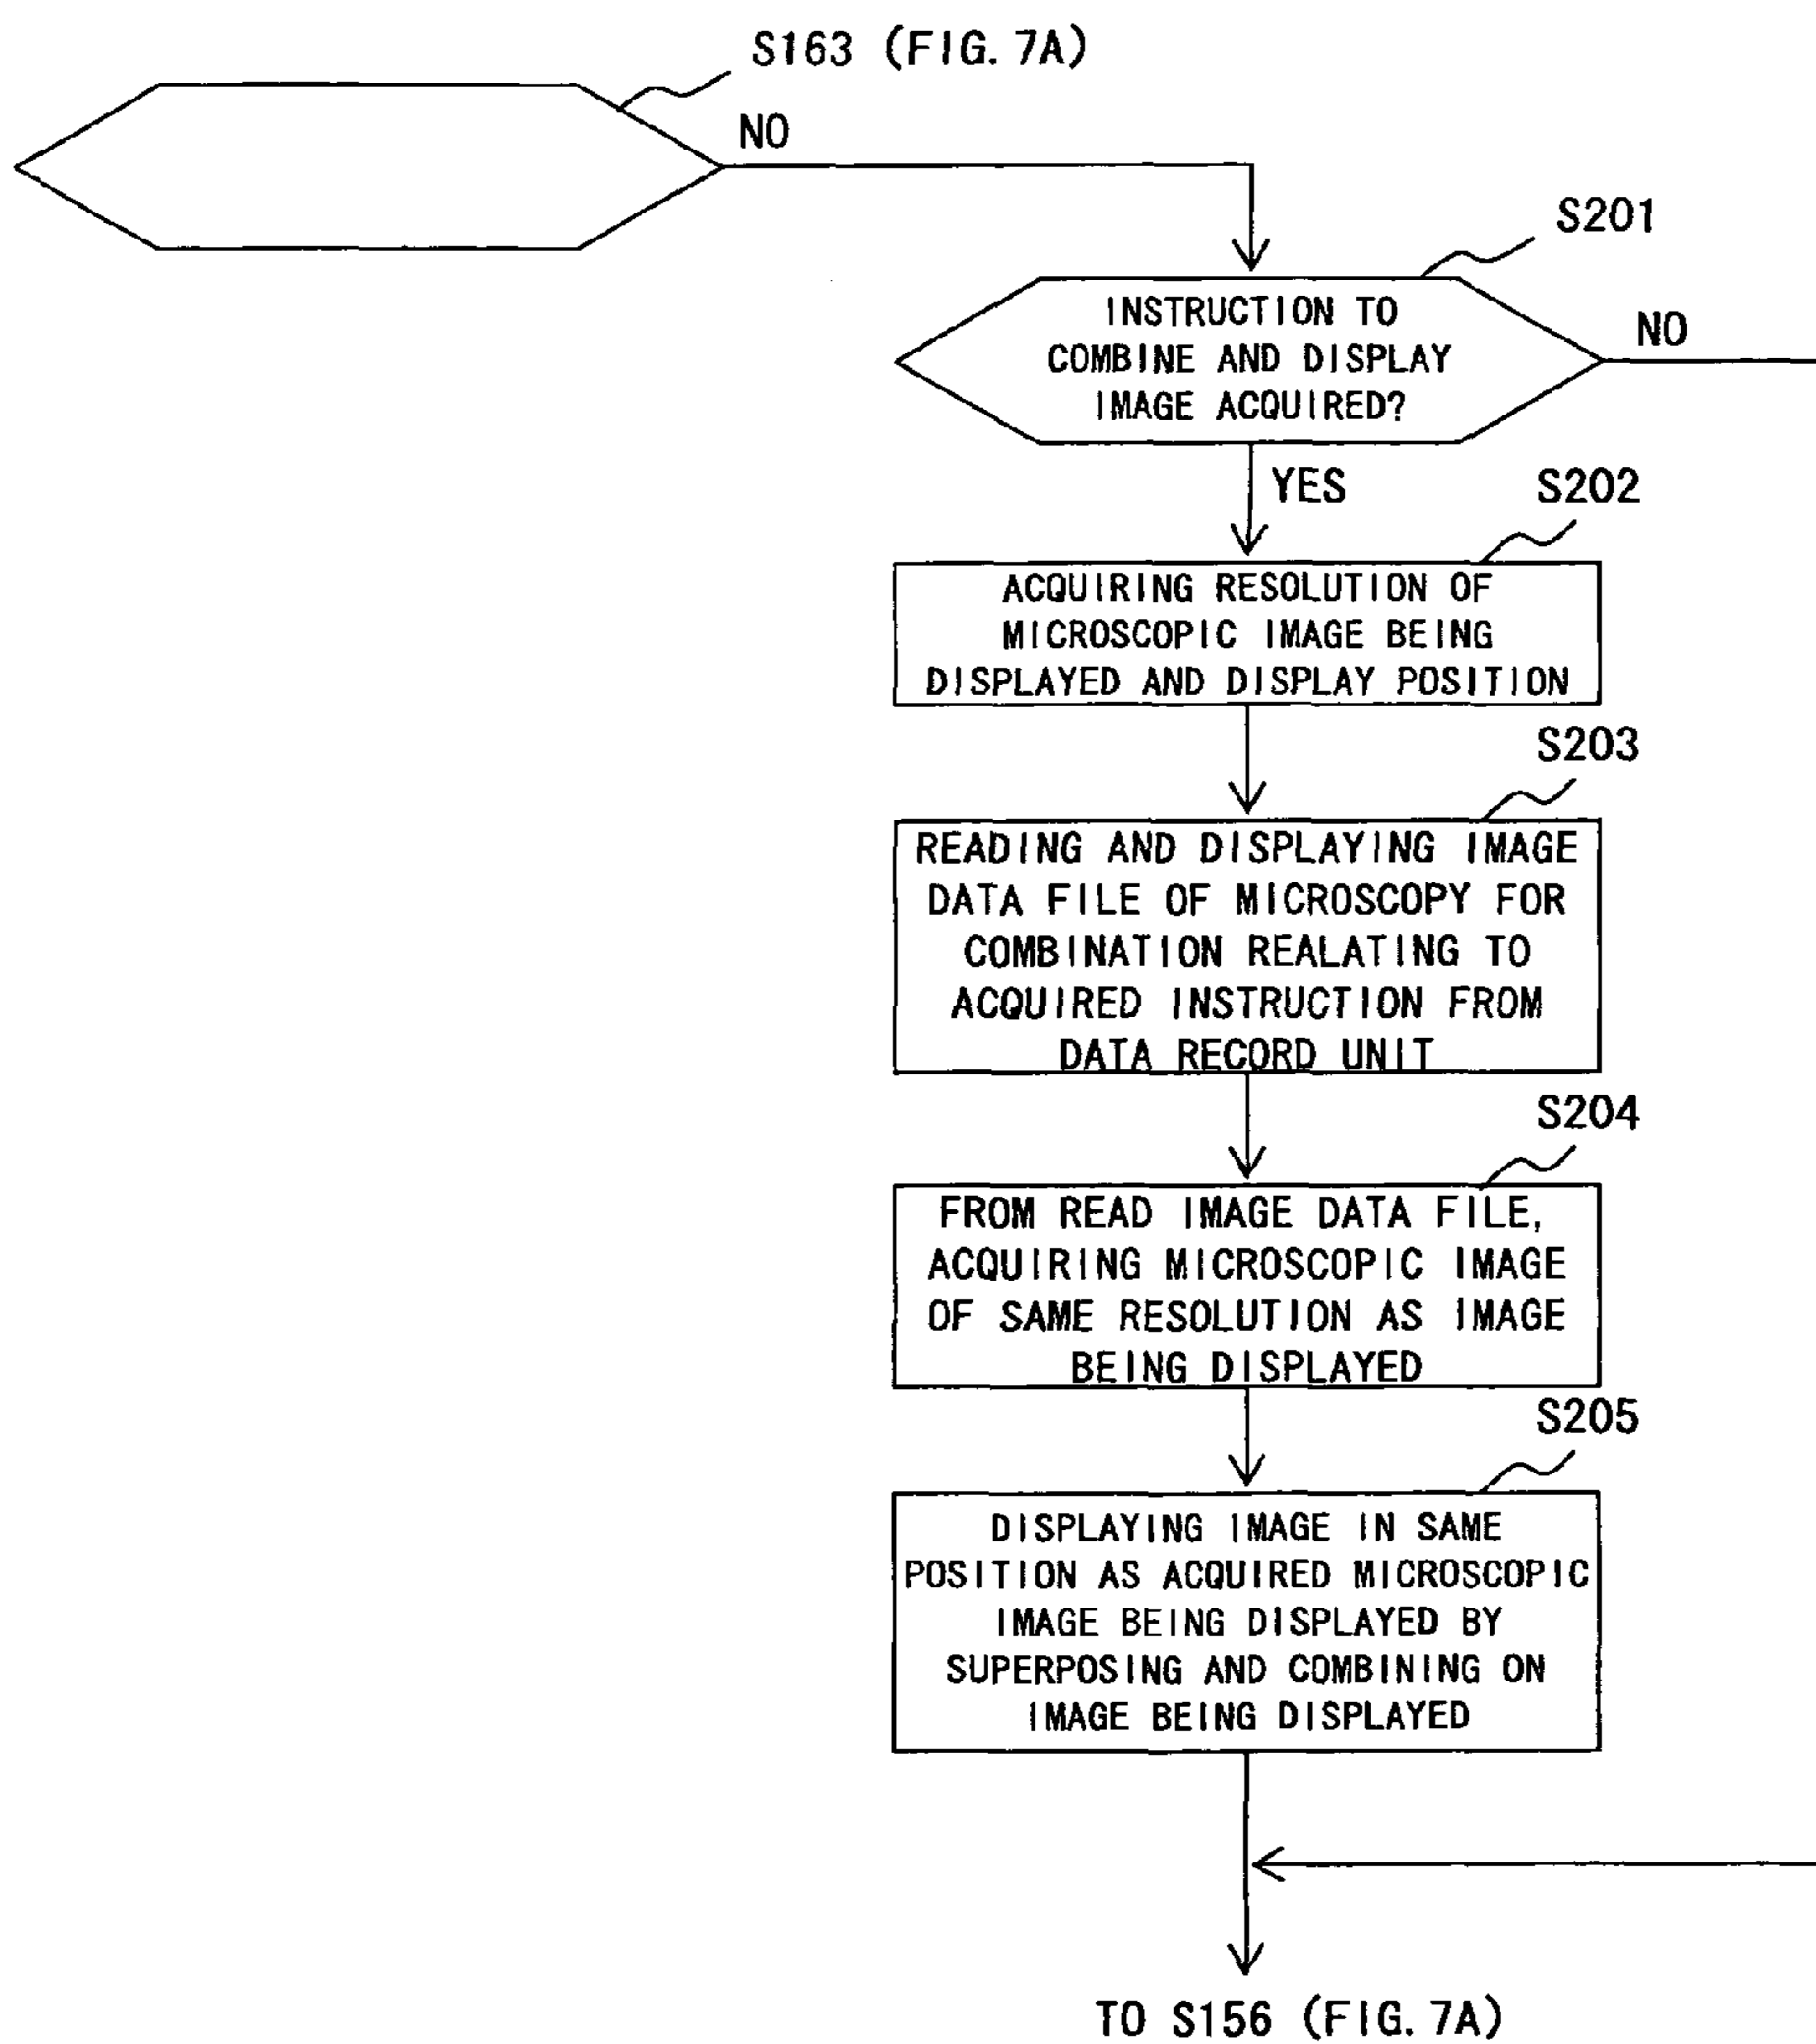 S163 (FIG. 7A)
NO
S201
INSTRUCTION TO
COMBINE AND DISPLAY
IMAGE ACQUIRED?
NO
YES
S202
ACQUIRING RESOLUTION OF
MICROSCOPIC IMAGE BEING
DISPLAYED AND DISPLAY POSITION
S203
READING AND DISPLAYING IMAGE
DATA FILE OF MICROSCOPY FOR
COMBINATION REALATING TO
ACQUIRED INSTRUCTION FROM
DATA RECORD UNIT
S204
FROM READ IMAGE DATA FILE,
ACQUIRING MICROSCOPIC IMAGE
OF SAME RESOLUTION AS IMAGE
BEING DISPLAYED
S205
DISPLAYING IMAGE IN SAME
POSITION AS ACQUIRED MICROSCOPIC
IMAGE BEING DISPLAYED BY
SUPERPOSING AND COMBINING ON
IMAGE BEING DISPLAYED
TO S156 (FIG. 7A)